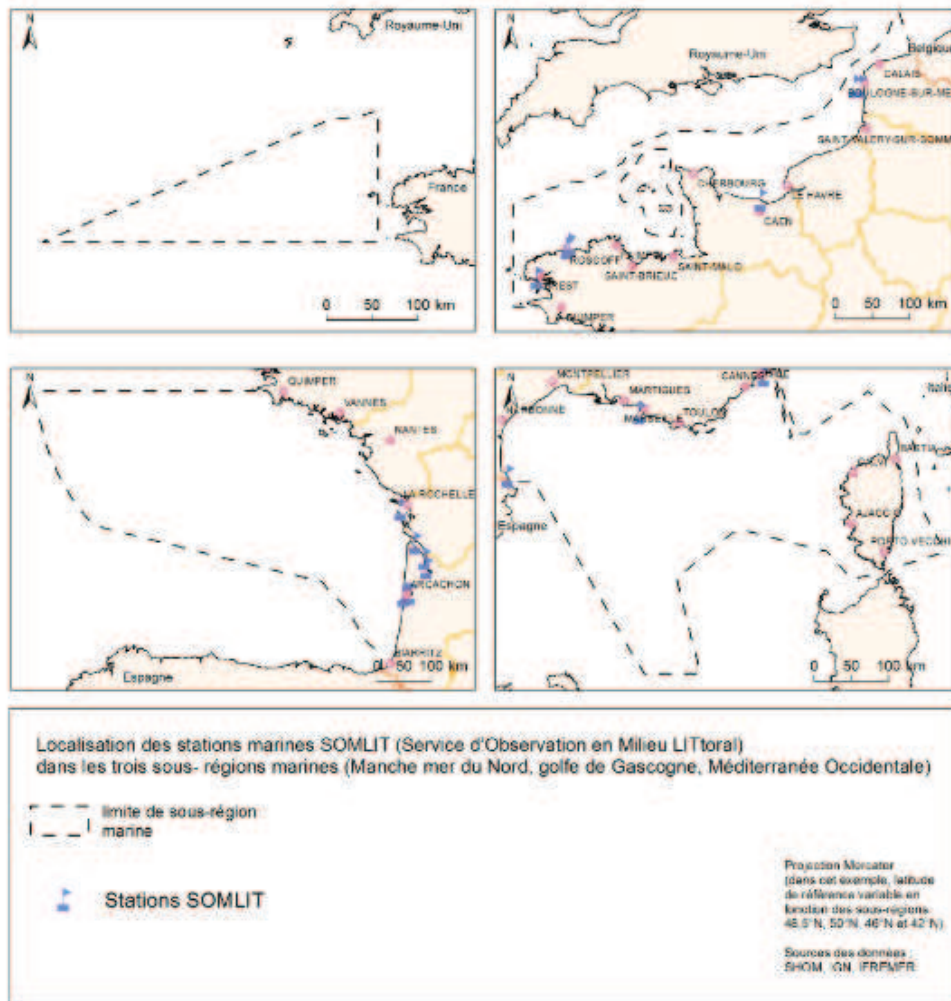 N
Royaume-Uni
France
0 50 100 km
N
Royaume-Uni
Belgique
CALAIS
BOULOGNE-SUR-MER
SAINT-VALERY-SUR-SOMM
CHERBOURG
LE HAVRE
CAEN
ROSCOFF
SAINT-MALO
SAINT-BRIEUC
BREST
QUIMPER
0 50 100 km
N
QUIMPER
VANNES
NANTES
LA ROCHELLE
ARCACHON
BIARRITZ
0 50 100 km
Espagne
N
MONTPELLIER
MARTIGUES
CANNES
Italie
NARBONNE
MARSEILLE
TOULON
BASTIA
CALVI
Espagne
AJACCIO
PORTO-VECCHI
0 50 100 km
Localisation des stations marines SOMLIT (Service d'Observation en Milieu LITtoral)
dans les trois sous- régions marines (Manche mer du Nord, golfe de Gascogne, Méditerranée Occidentale)
limite de sous-région
marine
Stations SOMLIT
Projection Mercator
(dans cet exemple, latitude
de référence variable en
fonction des sous-régions
48,5°N, 50°N, 46°N et 42°N)
Sources des données :
SHOM, IGN, IFREMER